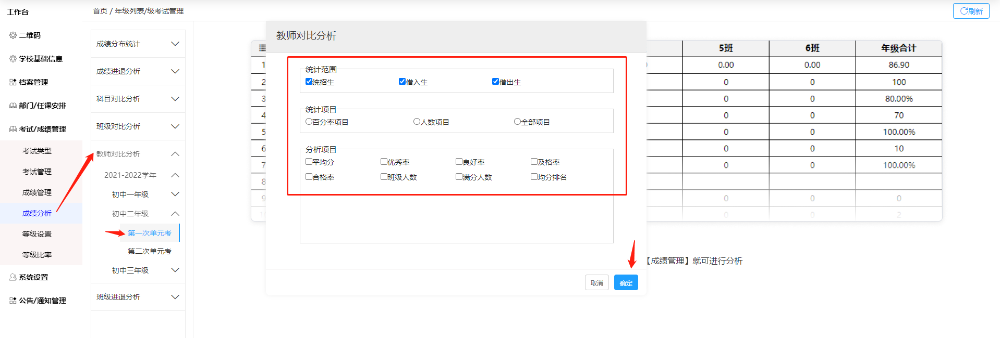 工作台
首页 / 年级列表/级考试管理
刷新
二维码
学校基础信息
档案管理
部门/任课安排
考试/成绩管理
考试类型
考试管理
成绩管理
成绩分析
等级设置
等级比率
系统设置
公告/通知管理
成绩分布统计
成绩进退分析
科目对比分析
班级对比分析
教师对比分析
2021-2022学年
初中一年级
初中二年级
第一次单元考
第二次单元考
初中三年级
班级进退分析
教师对比分析
统计范围
统招生 借入生 借出生
统计项目
百分率项目 人数项目 全部项目
分析项目
平均分 优秀率 良好率 及格率
合格率 班级人数 满分人数 均分排名
取消 确定
5班 6班 年级合计
1 0.00 0.00 86.90
2 0 0 100
3 0 0 80.00%
4 0 0 70
5 0 0 100.00%
6 0 0 10
7 0 0 100.00%
8
9 0 0 0
10 0 0 2
【成绩管理】就可进行分析